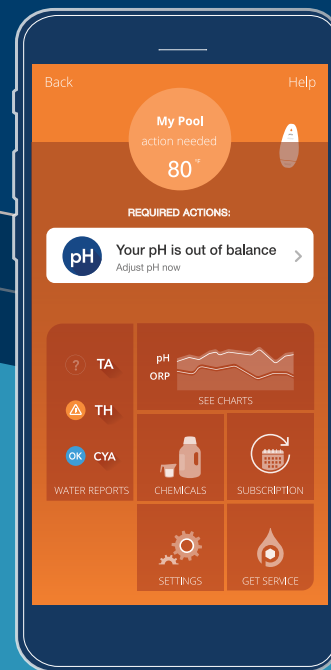 Back
Help
My Pool
action needed
80 °F
REQUIRED ACTIONS:
pH
Your pH is out of balance
Adjust pH now
? TA
TH
OK CYA
WATER REPORTS
pH
ORP
SEE CHARTS
CHEMICALS
SUBSCRIPTION
SETTINGS
GET SERVICE